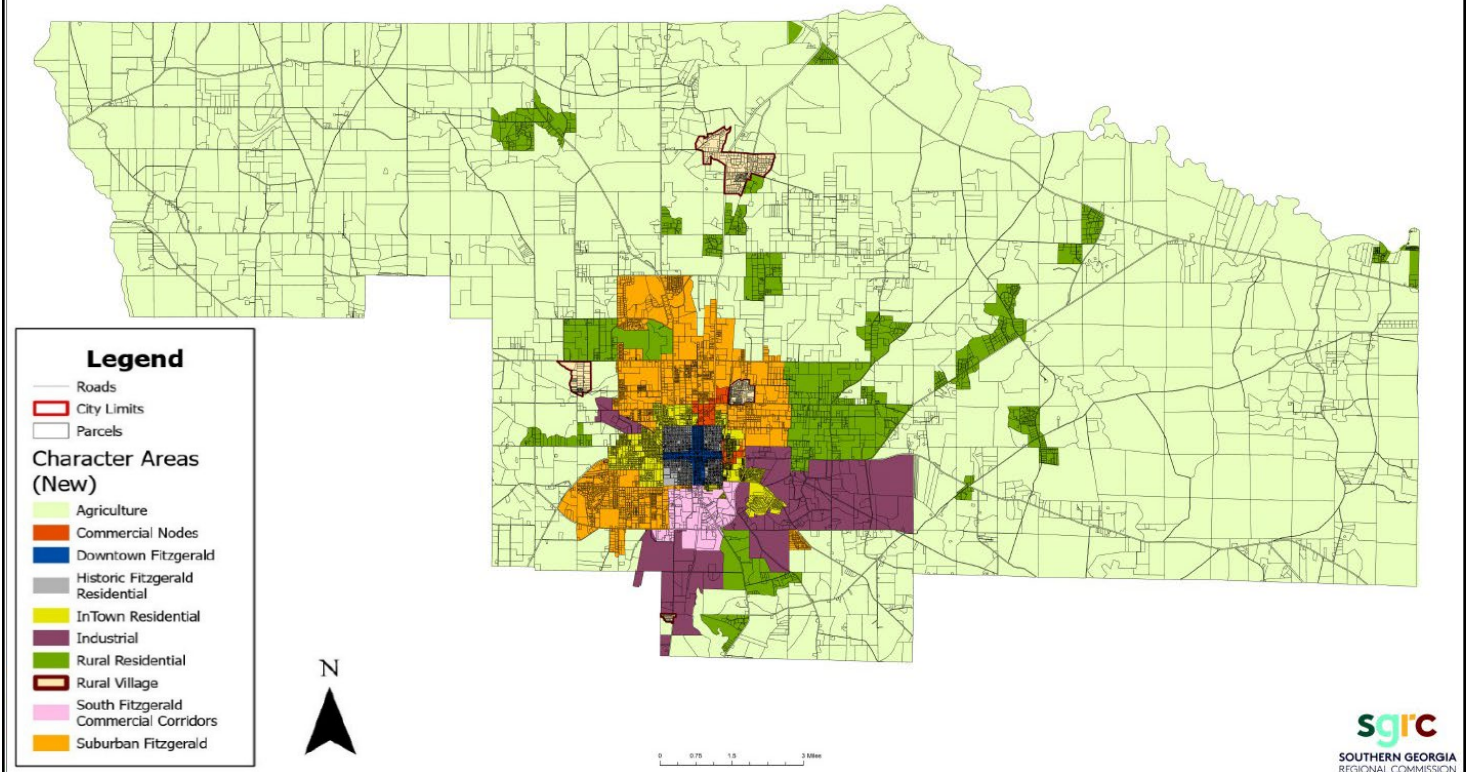 Legend
Roads
City Limits
Parcels
Character Areas
(New)
Agriculture
Commercial Nodes
Downtown Fitzgerald
Historic Fitzgerald
Residential
InTown Residential
Industrial
Rural Residential
Rural Village
South Fitzgerald
Commercial Corridors
Suburban Fitzgerald
N
0 0.75 1.5 3 Miles
sgrc
SOUTHERN GEORGIA
REGIONAL COMMISSION